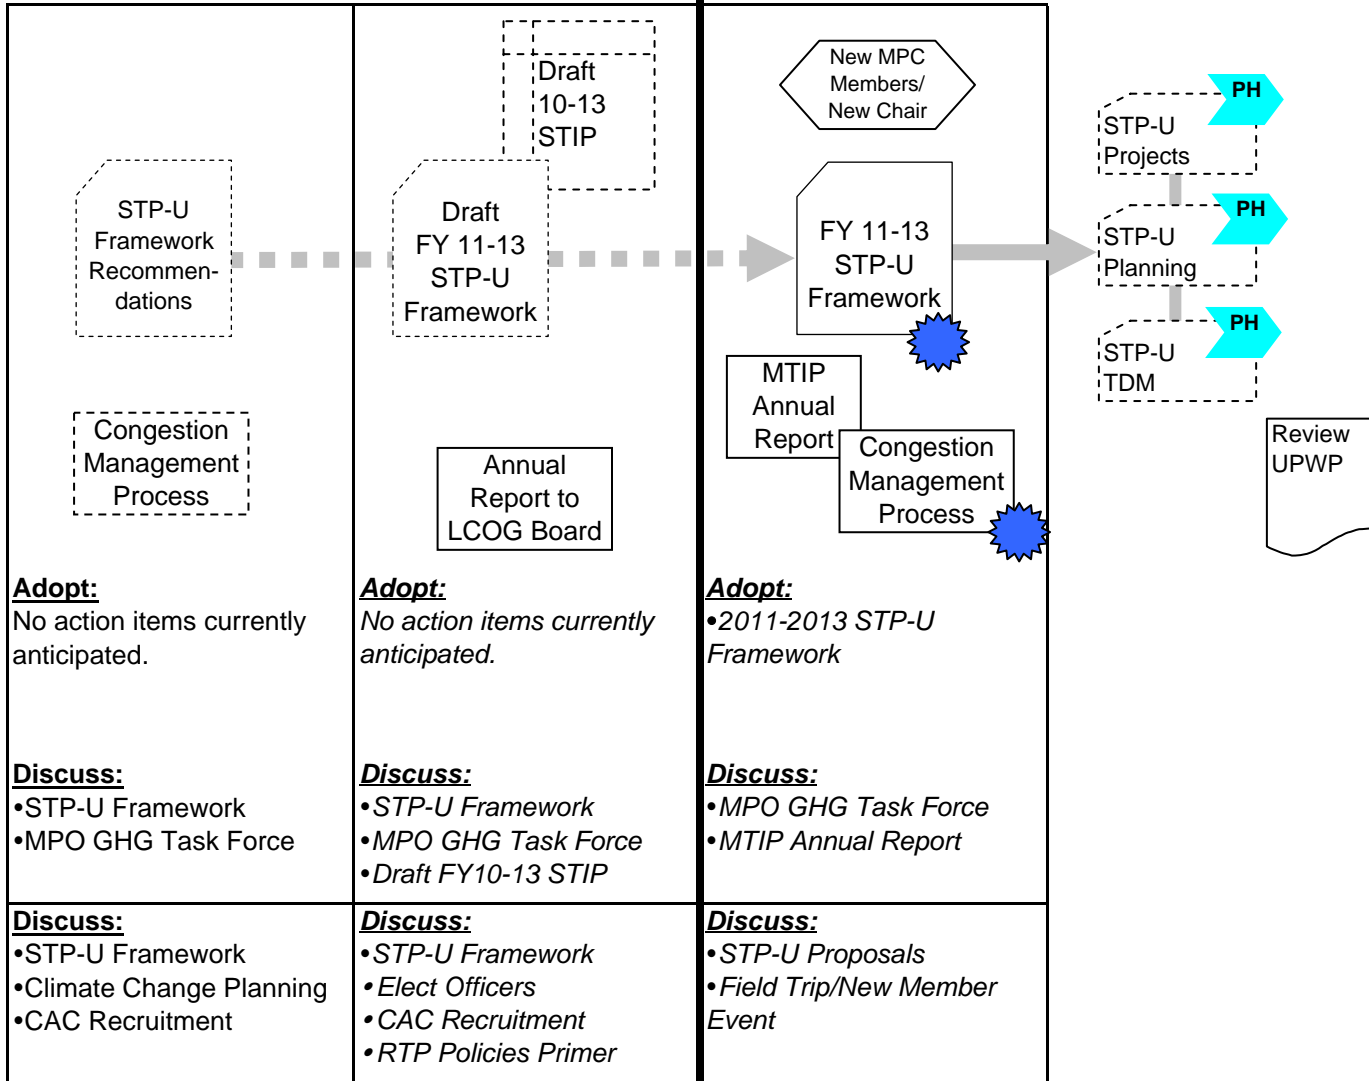 STP-U
Framework
Recommen-
dations
Congestion
Management
Process
Adopt:
No action items currently
anticipated.
Discuss:
•STP-U Framework
•MPO GHG Task Force
Discuss:
•STP-U Framework
•Climate Change Planning
•CAC Recruitment
Draft
10-13
STIP
Draft
FY 11-13
STP-U
Framework
Annual
Report to
LCOG Board
Adopt:
No action items currently
anticipated.
Discuss:
•STP-U Framework
•MPO GHG Task Force
•Draft FY10-13 STIP
Discuss:
•STP-U Framework
•Elect Officers
•CAC Recruitment
•RTP Policies Primer
New MPC
Members/
New Chair
FY 11-13
STP-U
Framework
MTIP
Annual
Report
Congestion
Management
Process
Adopt:
•2011-2013 STP-U
Framework
Discuss:
•MPO GHG Task Force
•MTIP Annual Report
Discuss:
•STP-U Proposals
•Field Trip/New Member
Event
PH
STP-U
Projects
PH
STP-U
Planning
PH
STP-U
TDM
Review
UPWP